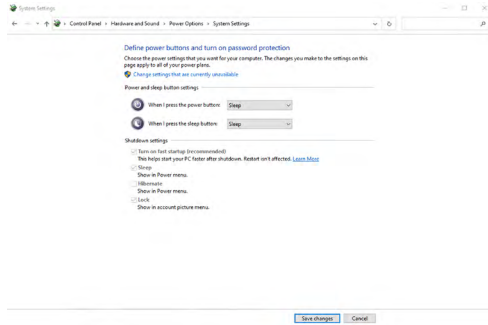 System Settings
Control Panel › Hardware and Sound › Power Options › System Settings
Define power buttons and turn on password protection
Choose the power settings that you want for your computer. The changes you make to the settings on this
page apply to all of your power plans.
Change settings that are currently unavailable
Power and sleep button settings
When I press the power button: Sleep
When I press the sleep button: Sleep
Shutdown settings
Turn on fast startup (recommended)
This helps start your PC faster after shutdown. Restart isn't affected. Learn More
Sleep
Show in Power menu.
Hibernate
Show in Power menu.
Lock
Show in account picture menu.
Save changes Cancel